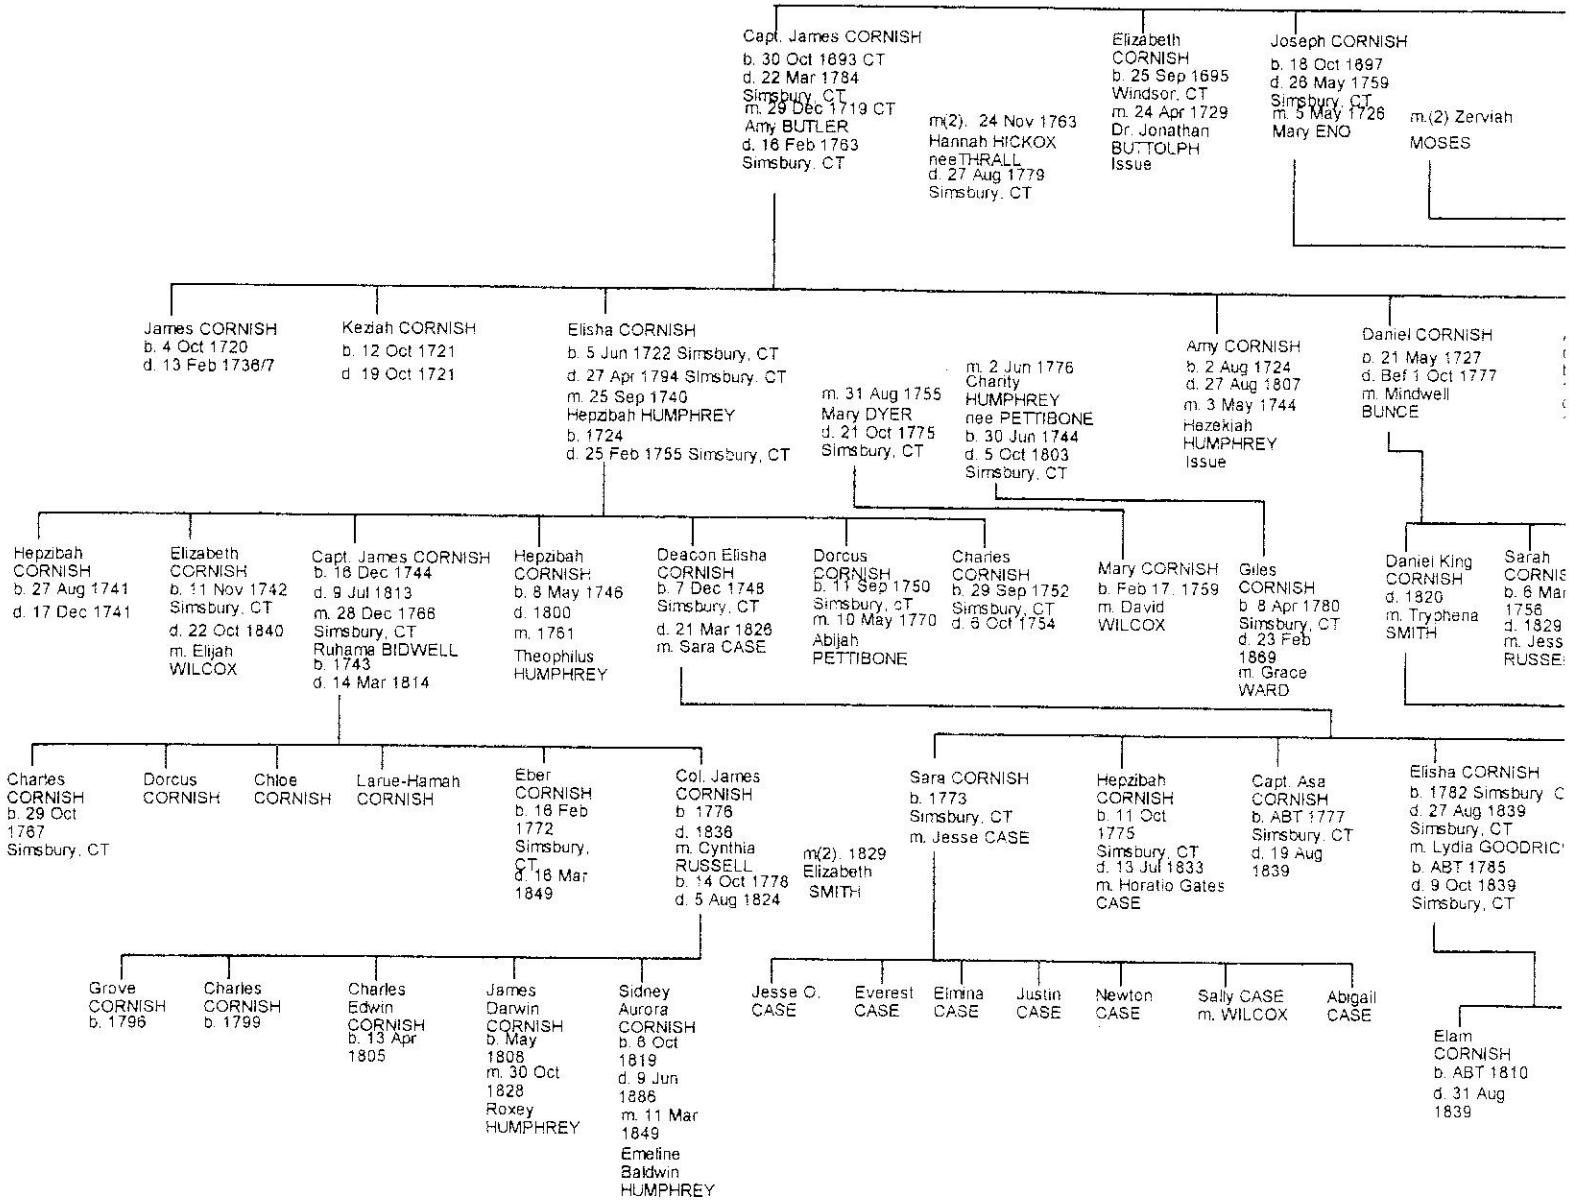 Capt. James CORNISH
b. 30 Oct 1693 CT
d. 22 Mar 1784
Simsbury, CT
m. 29 Dec 1719 CT
Amy BUTLER
d. 16 Feb 1763
Simsbury, CT
m(2). 24 Nov 1763
Hannah HICKOX
neeTHRALL
d. 27 Aug 1779
Simsbury, CT
Elizabeth
CORNISH
b. 25 Sep 1695
Windsor, CT
m. 24 Apr 1729
Dr. Jonathan
BUTTOLPH
Issue
Joseph CORNISH
b. 18 Oct 1697
d. 26 May 1759
Simsbury, CT
m. 5 May 1726
Mary ENO
m.(2) Zerviah
MOSES
James CORNISH
b. 4 Oct 1720
d. 13 Feb 1736/7
Keziah CORNISH
b. 12 Oct 1721
d 19 Oct 1721
Elisha CORNISH
b. 5 Jun 1722 Simsbury, CT
d. 27 Apr 1794 Simsbury, CT
m. 25 Sep 1740
Hepzibah HUMPHREY
b. 1724
d. 25 Feb 1755 Simsbury, CT
m. 31 Aug 1755
Mary DYER
d. 21 Oct 1775
Simsbury, CT
m. 2 Jun 1776
Charity
HUMPHREY
nee PETTIBONE
b. 30 Jun 1744
d. 5 Oct 1803
Simsbury, CT
Amy CORNISH
b. 2 Aug 1724
d. 27 Aug 1807
m. 3 May 1744
Hezekiah
HUMPHREY
Issue
Daniel CORNISH
b. 21 May 1727
d. Bef 1 Oct 1777
m. Mindwell
BUNCE
Hepzibah
CORNISH
b. 27 Aug 1741
d. 17 Dec 1741
Elizabeth
CORNISH
b. 11 Nov 1742
Simsbury, CT
d. 22 Oct 1840
m. Elijah
WILCOX
Capt. James CORNISH
b. 16 Dec 1744
d. 9 Jul 1813
m. 28 Dec 1766
Simsbury, CT
Ruhama BIDWELL
b. 1743
d. 14 Mar 1814
Hepzibah
CORNISH
b. 8 May 1746
d. 1800
m. 1761
Theophilus
HUMPHREY
Deacon Elisha
CORNISH
b. 7 Dec 1748
Simsbury, CT
d. 21 Mar 1826
m. Sara CASE
Dorcus
CORNISH
b. 11 Sep 1750
Simsbury, CT
m. 10 May 1770
Abijah
PETTIBONE
Charles
CORNISH
b. 29 Sep 1752
Simsbury, CT
d. 6 Oct 1754
Mary CORNISH
b. Feb 17, 1759
m. David
WILCOX
Giles
CORNISH
b 8 Apr 1780
Simsbury, CT
d. 23 Feb
1869
m. Grace
WARD
Daniel King
CORNISH
d. 1820
m. Tryphena
SMITH
Sarah
CORNIS
b. 6 Mar
1756
d. 1829
m. Jess
RUSSE
Charles
CORNISH
b. 29 Oct
1767
Simsbury, CT
Dorcus
CORNISH
Chloe
CORNISH
Larue-Hamah
CORNISH
Eber
CORNISH
b. 16 Feb
1772
Simsbury,
CT
d. 16 Mar
1849
Col. James
CORNISH
b 1776
d. 1836
m. Cynthia
RUSSELL
b. 14 Oct 1778
d. 5 Aug 1824
m(2). 1829
Elizabeth
SMITH
Sara CORNISH
b. 1773
Simsbury, CT
m. Jesse CASE
Hepzibah
CORNISH
b. 11 Oct
1775
Simsbury, CT
d. 13 Jul 1833
m. Horatio Gates
CASE
Capt. Asa
CORNISH
b. ABT 1777
Simsbury, CT
d. 19 Aug
1839
Elisha CORNISH
b. 1782 Simsbury C
d. 27 Aug 1839
Simsbury, CT
m. Lydia GOODRIC
b. ABT 1785
d. 9 Oct 1839
Simsbury, CT
Grove
CORNISH
b. 1796
Charles
CORNISH
b. 1799
Charles
Edwin
CORNISH
b. 13 Apr
1805
James
Darwin
CORNISH
b. May
1808
m. 30 Oct
1828
Roxey
HUMPHREY
Sidney
Aurora
CORNISH
b. 8 Oct
1819
d. 9 Jun
1886
m. 11 Mar
1849
Emeline
Baldwin
HUMPHREY
Jesse O.
CASE
Everest
CASE
Elmina
CASE
Justin
CASE
Newton
CASE
Sally CASE
m. WILCOX
Abigail
CASE
Elam
CORNISH
b. ABT 1810
d. 31 Aug
1839